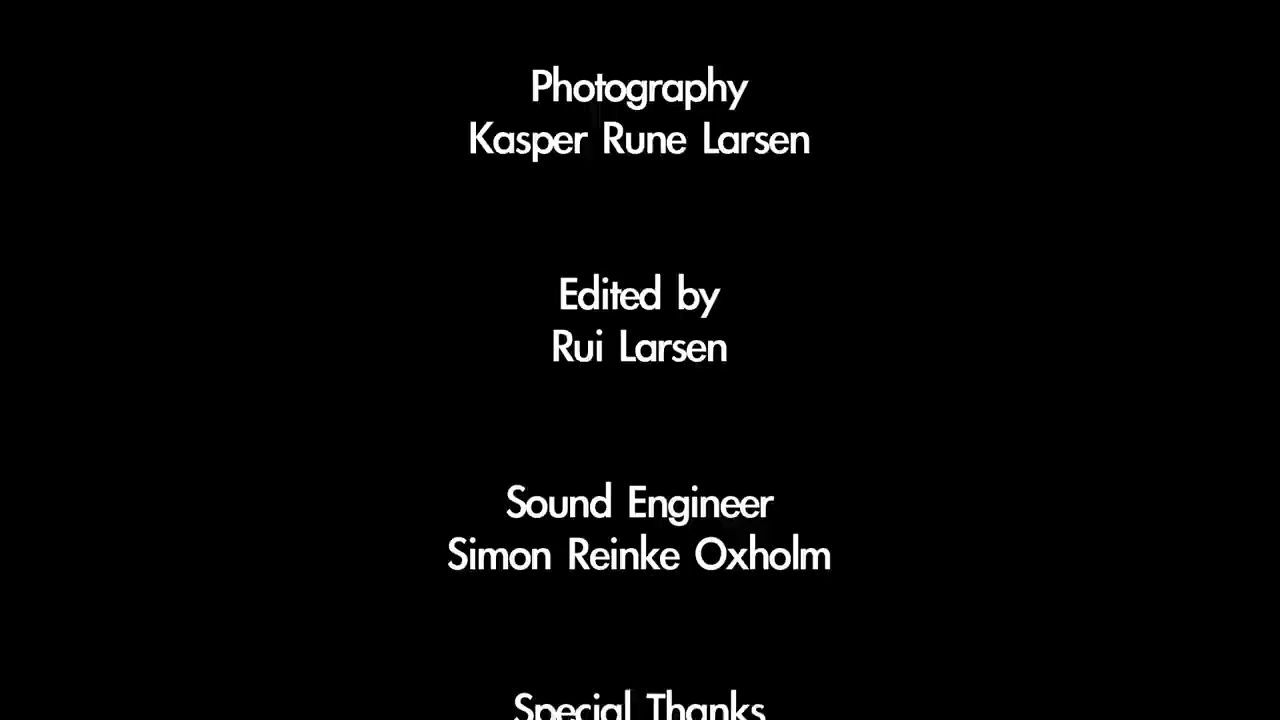 Photography
Kasper Rune Larsen
Edited by
Rui Larsen
Sound Engineer
Simon Reinke Oxholm
Special Thanks